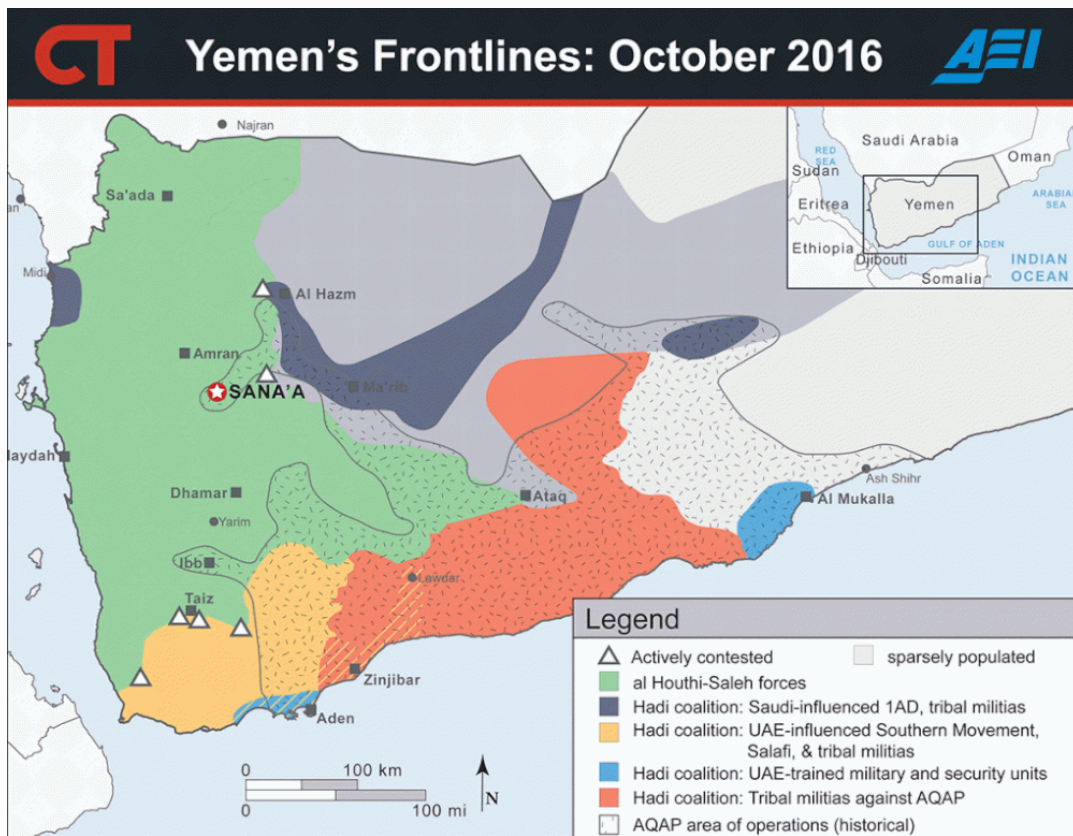 CT
Yemen's Frontlines: October 2016
AEI
Najran
Sa'ada
Midi
Al Hazm
Amran
SANA'A
Ma'rib
Dhamar
Yarim
Ataq
Ash Shihr
Al Mukalla
Ibb
Taiz
Lawdar
Zinjibar
Aden
0 100 km
0 100 mi
N
Saudi Arabia
RED
SEA
Sudan
Oman
Eritrea
Yemen
ARABIAN
SEA
Ethiopia
GULF OF ADEN
Djibouti
Somalia
INDIAN
OCEAN
Legend
Actively contested
sparsely populated
al Houthi-Saleh forces
Hadi coalition: Saudi-influenced 1AD, tribal militias
Hadi coalition: UAE-influenced Southern Movement,
Salafi, & tribal militias
Hadi coalition: UAE-trained military and security units
Hadi coalition: Tribal militias against AQAP
AQAP area of operations (historical)